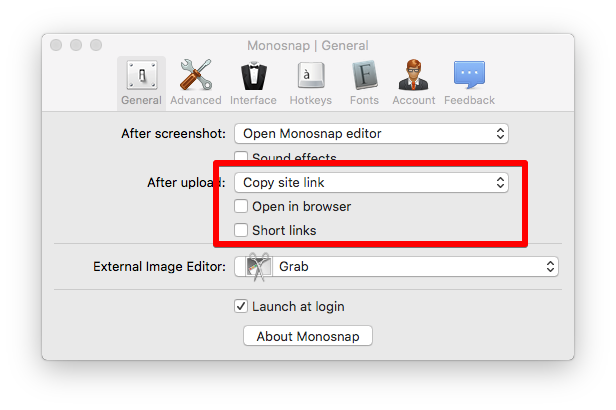 Monosnap | General
General Advanced Interface Hotkeys Fonts Account Feedback
After screenshot: Open Monosnap editor
Sound effects
After upload: Copy site link
Open in browser
Short links
External Image Editor: Grab
Launch at login
About Monosnap